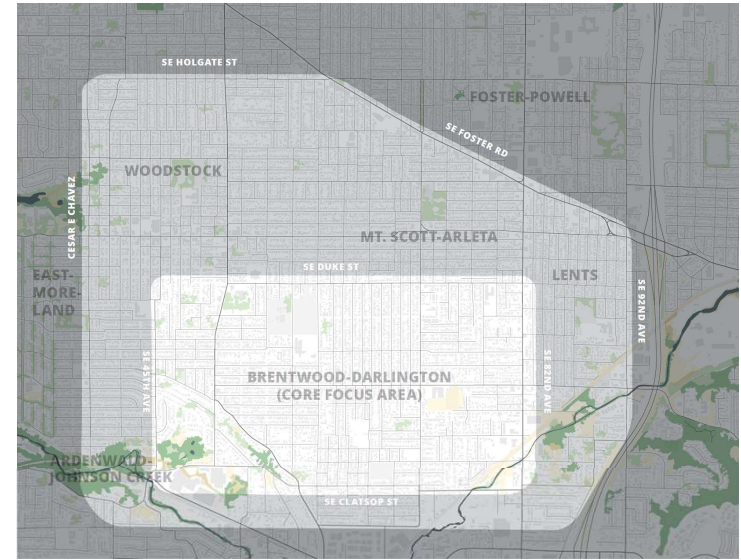 SE HOLGATE ST
FOSTER-POWELL
SE FOSTER RD
WOODSTOCK
CESAR E CHAVEZ
MT. SCOTT-ARLETA
SE DUKE ST
EAST-
MORE-
LAND
LENTS
SE 92ND AVE
SE 45TH AVE
BRENTWOOD-DARLINGTON
(CORE FOCUS AREA)
SE 82ND AVE
ARDENWALD-
JOHNSON CREEK
SE CLATSOP ST